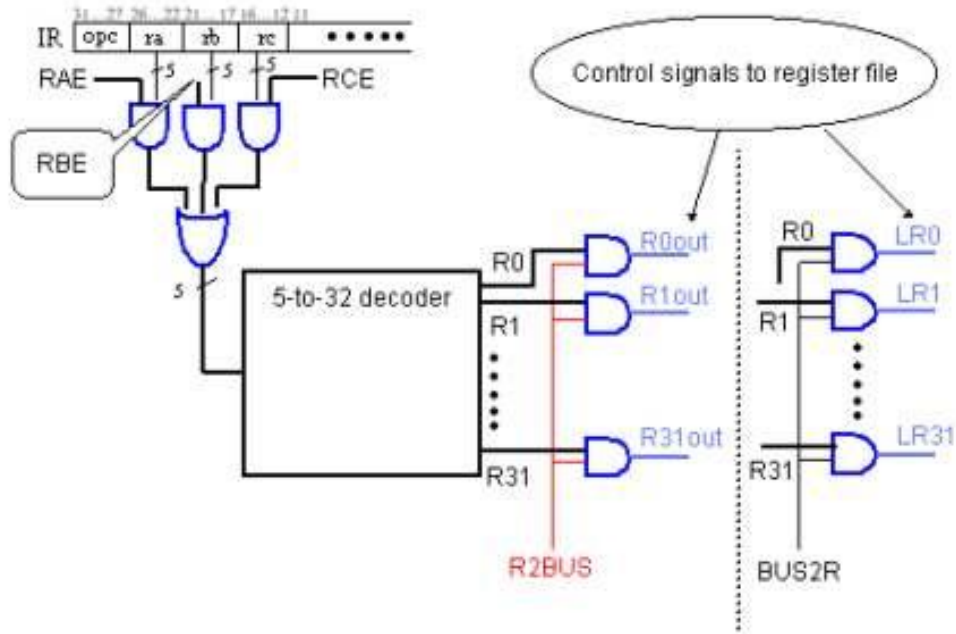 31...27 26...22 21...17 16...12 11
IR opc ra rb rc
5 5 5
RAE RCE
RBE
Control signals to register file
5
5-to-32 decoder
R0 R0out
R1 R1out
R31 R31out
R2BUS
R0 LR0
R1 LR1
R31 LR31
BUS2R